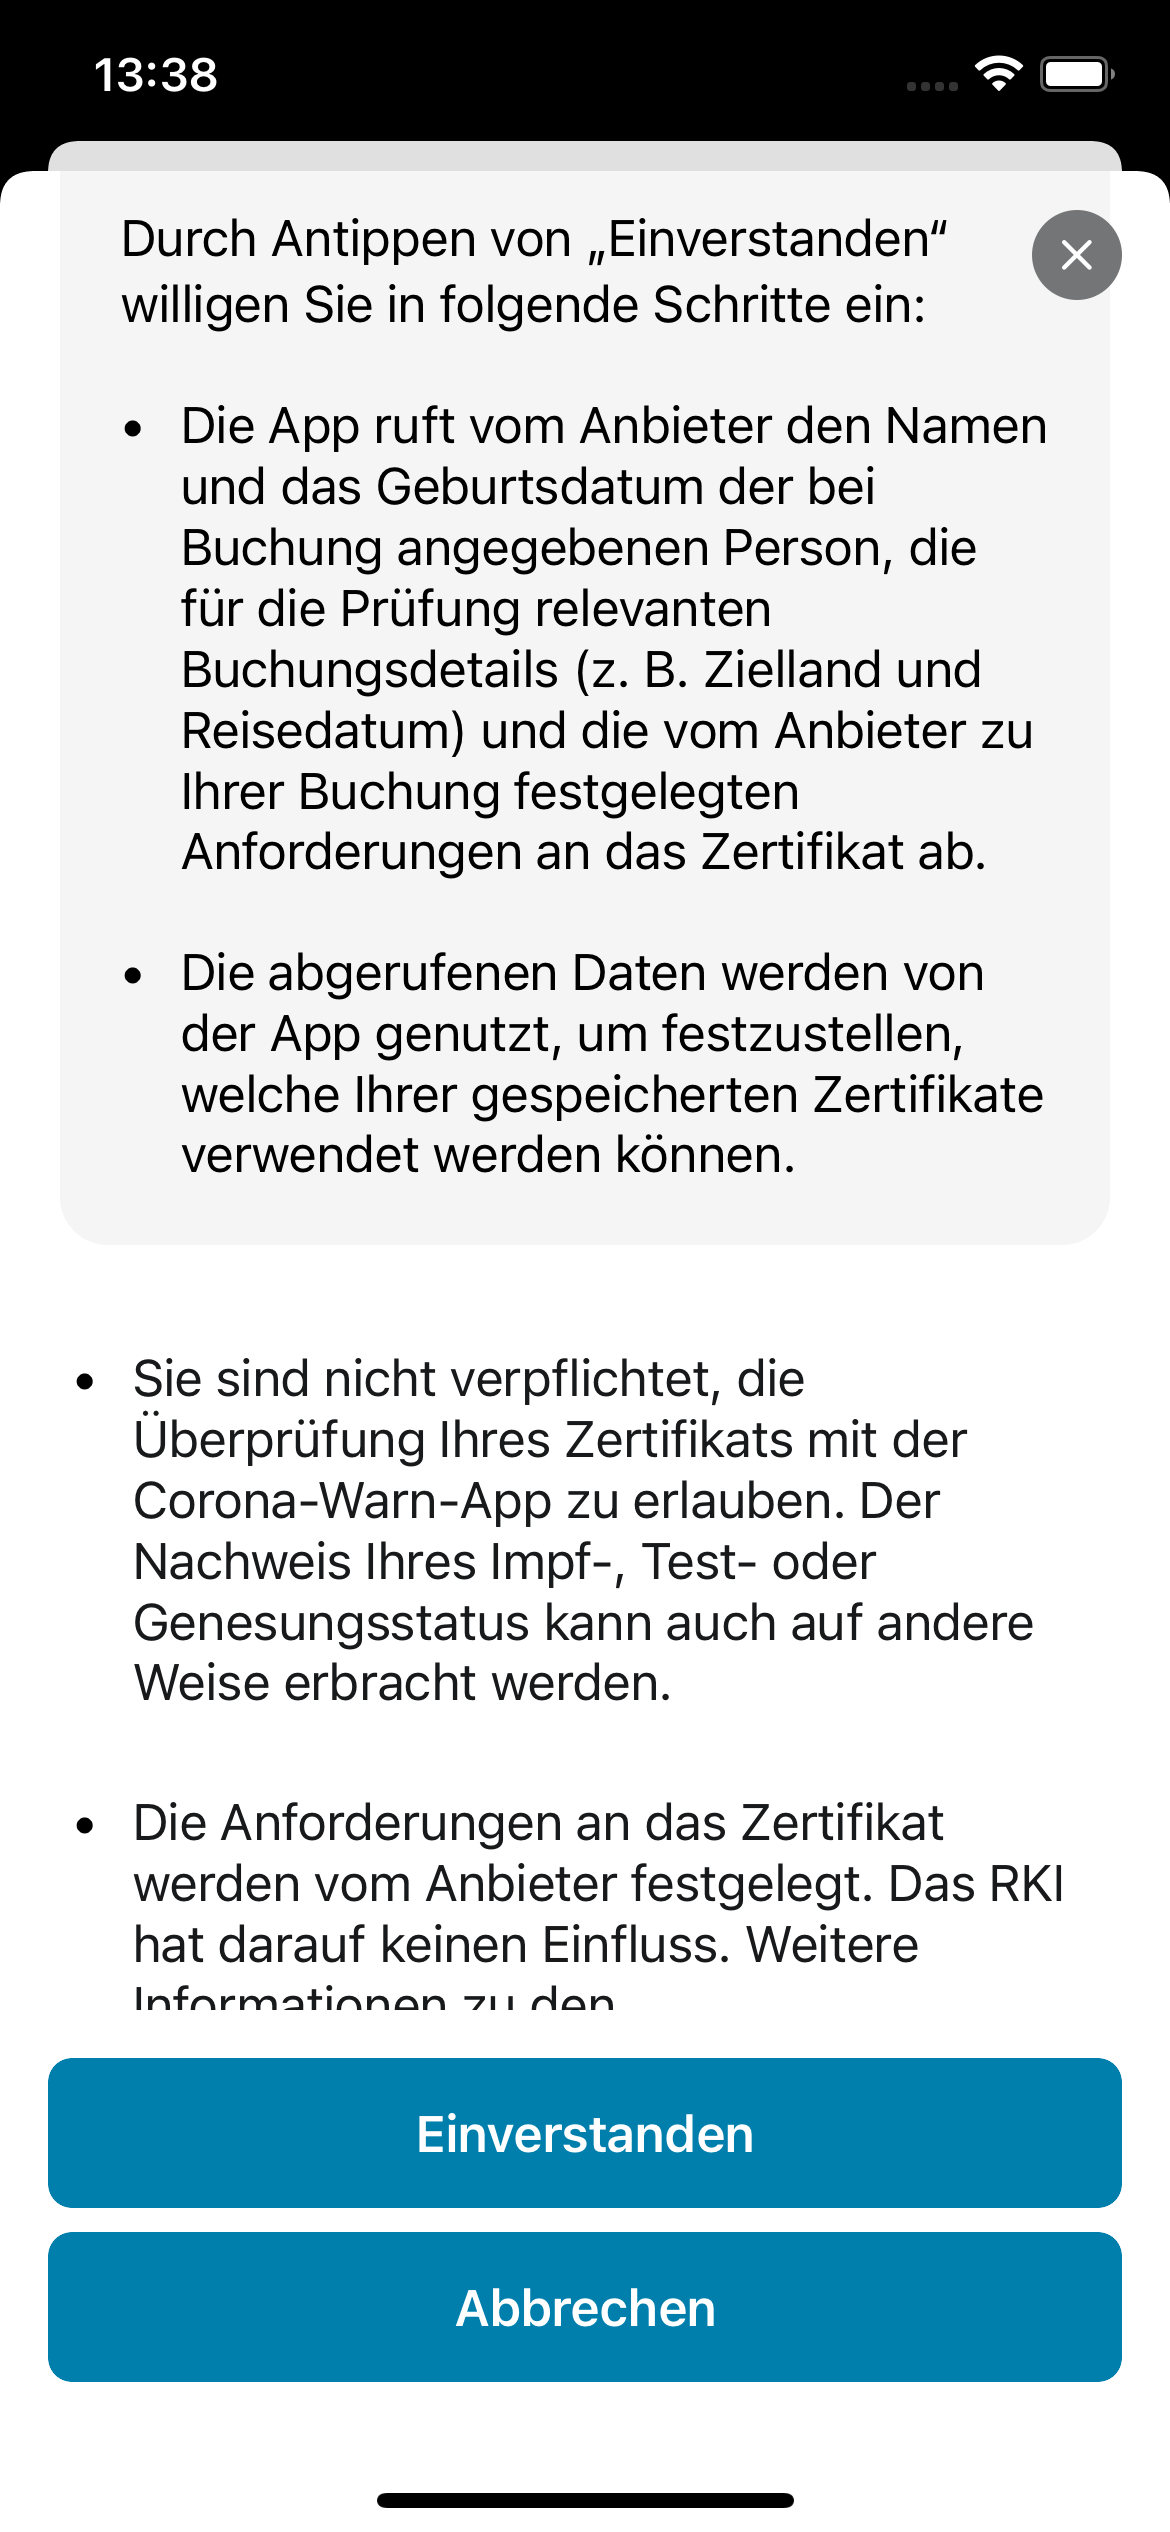 13:38
Durch Antippen von „Einverstanden“
willigen Sie in folgende Schritte ein:
• Die App ruft vom Anbieter den Namen
und das Geburtsdatum der bei
Buchung angegebenen Person, die
für die Prüfung relevanten
Buchungsdetails (z. B. Zielland und
Reisedatum) und die vom Anbieter zu
Ihrer Buchung festgelegten
Anforderungen an das Zertifikat ab.
• Die abgerufenen Daten werden von
der App genutzt, um festzustellen,
welche Ihrer gespeicherten Zertifikate
verwendet werden können.
• Sie sind nicht verpflichtet, die
Überprüfung Ihres Zertifikats mit der
Corona-Warn-App zu erlauben. Der
Nachweis Ihres Impf-, Test- oder
Genesungsstatus kann auch auf andere
Weise erbracht werden.
• Die Anforderungen an das Zertifikat
werden vom Anbieter festgelegt. Das RKI
hat darauf keinen Einfluss. Weitere
Informationen zu den
Einverstanden
Abbrechen